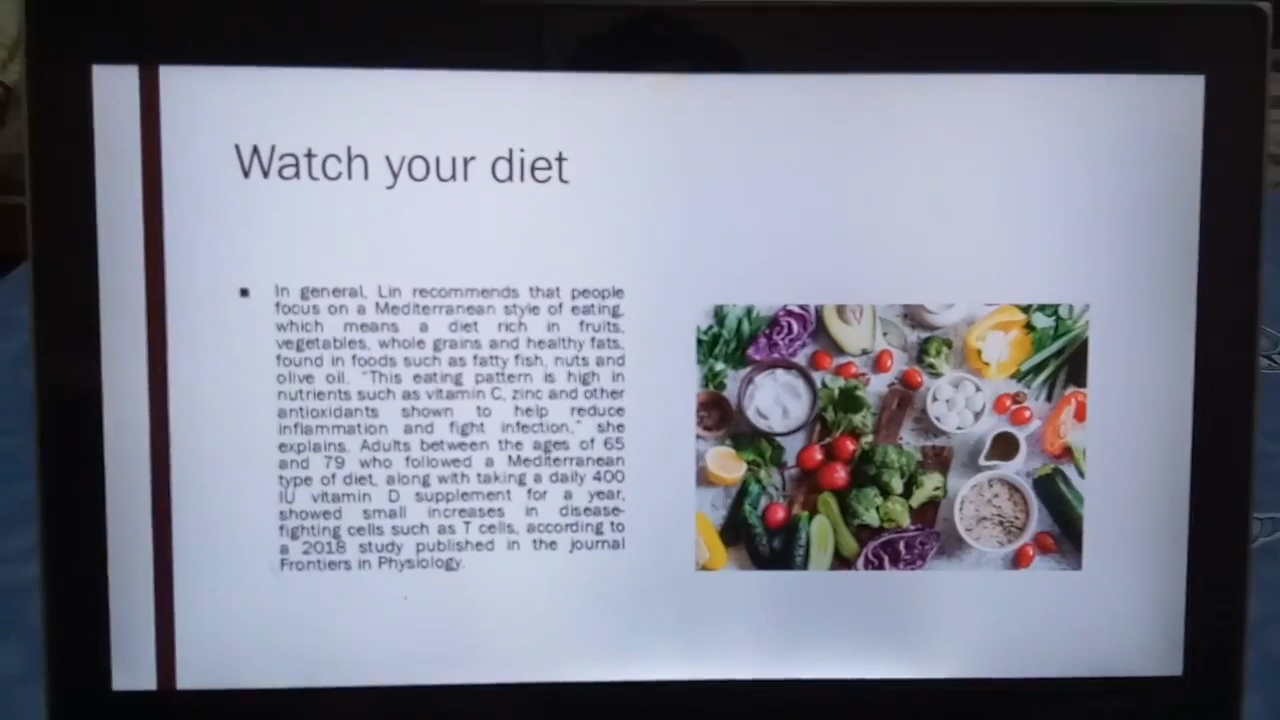 Watch your diet
In general, Lin recommends that people
focus on a Mediterranean style of eating,
which means a diet rich in fruits,
vegetables, whole grains and healthy fats,
found in foods such as fatty fish, nuts and
olive oil. "This eating pattern is high in
nutrients such as vitamin C, zinc and other
antioxidants shown to help reduce
inflammation and fight infection," she
explains. Adults between the ages of 65
and 79 who followed a Mediterranean
type of diet, along with taking a daily 400
IU vitamin D supplement for a year,
showed small increases in disease-
fighting cells such as T cells, according to
a 2018 study published in the journal
Frontiers in Physiology.